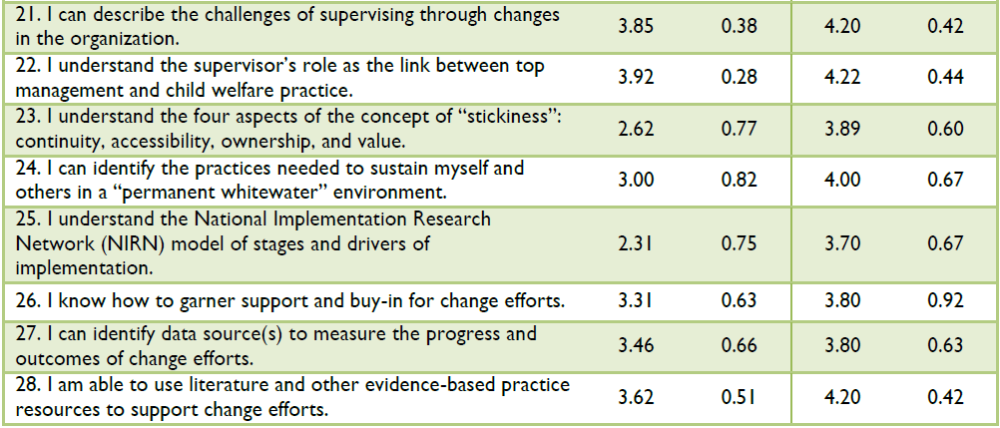 21. I can describe the challenges of supervising through changes
in the organization.
3.85 0.38 4.20 0.42
22. I understand the supervisor’s role as the link between top
management and child welfare practice.
3.92 0.28 4.22 0.44
23. I understand the four aspects of the concept of “stickiness”:
continuity, accessibility, ownership, and value.
2.62 0.77 3.89 0.60
24. I can identify the practices needed to sustain myself and
others in a “permanent whitewater” environment.
3.00 0.82 4.00 0.67
25. I understand the National Implementation Research
Network (NIRN) model of stages and drivers of
implementation.
2.31 0.75 3.70 0.67
26. I know how to garner support and buy-in for change efforts.
3.31 0.63 3.80 0.92
27. I can identify data source(s) to measure the progress and
outcomes of change efforts.
3.46 0.66 3.80 0.63
28. I am able to use literature and other evidence-based practice
resources to support change efforts.
3.62 0.51 4.20 0.42